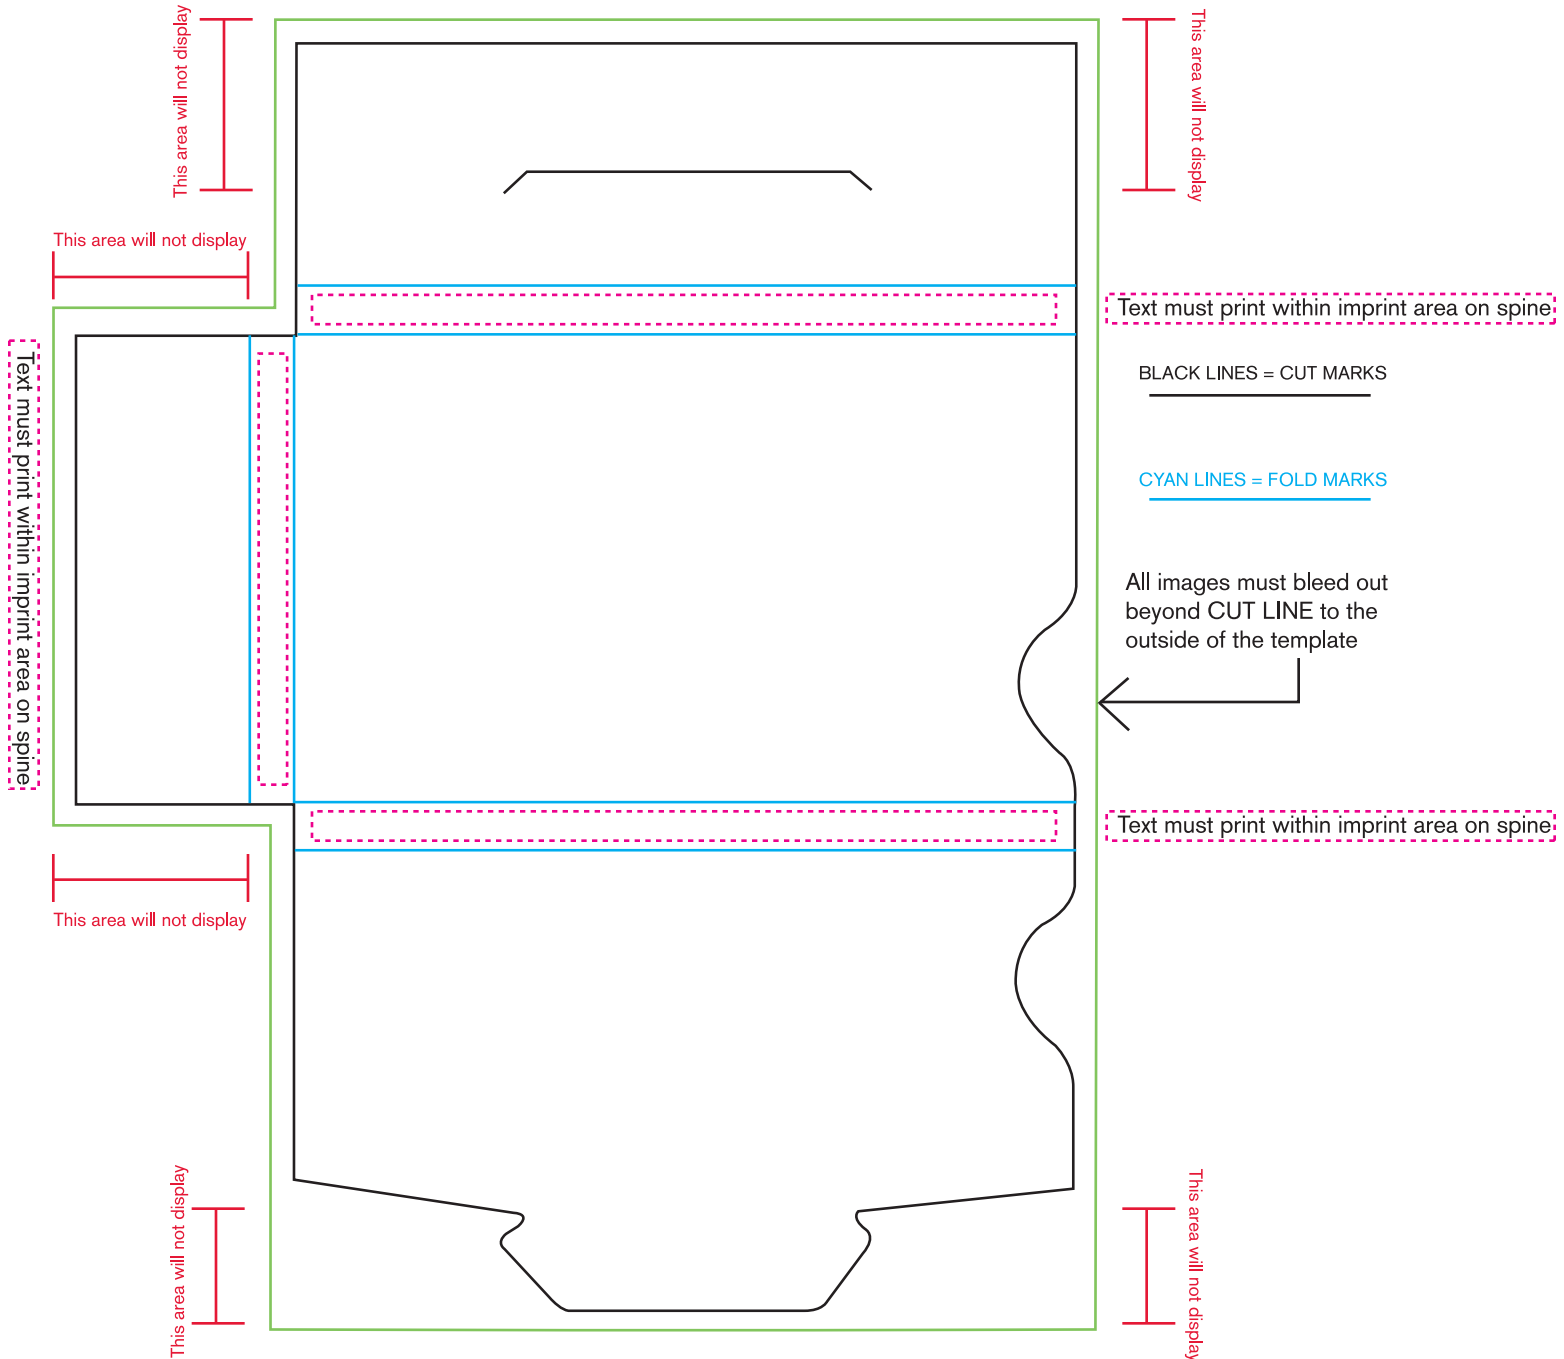 This area will not display
This area will not display
This area will not display
Text must print within imprint area on spine
Text must print within imprint area on spine
BLACK LINES = CUT MARKS
CYAN LINES = FOLD MARKS
All images must bleed out
beyond CUT LINE to the
outside of the template
Text must print within imprint area on spine
This area will not display
This area will not display
This area will not display